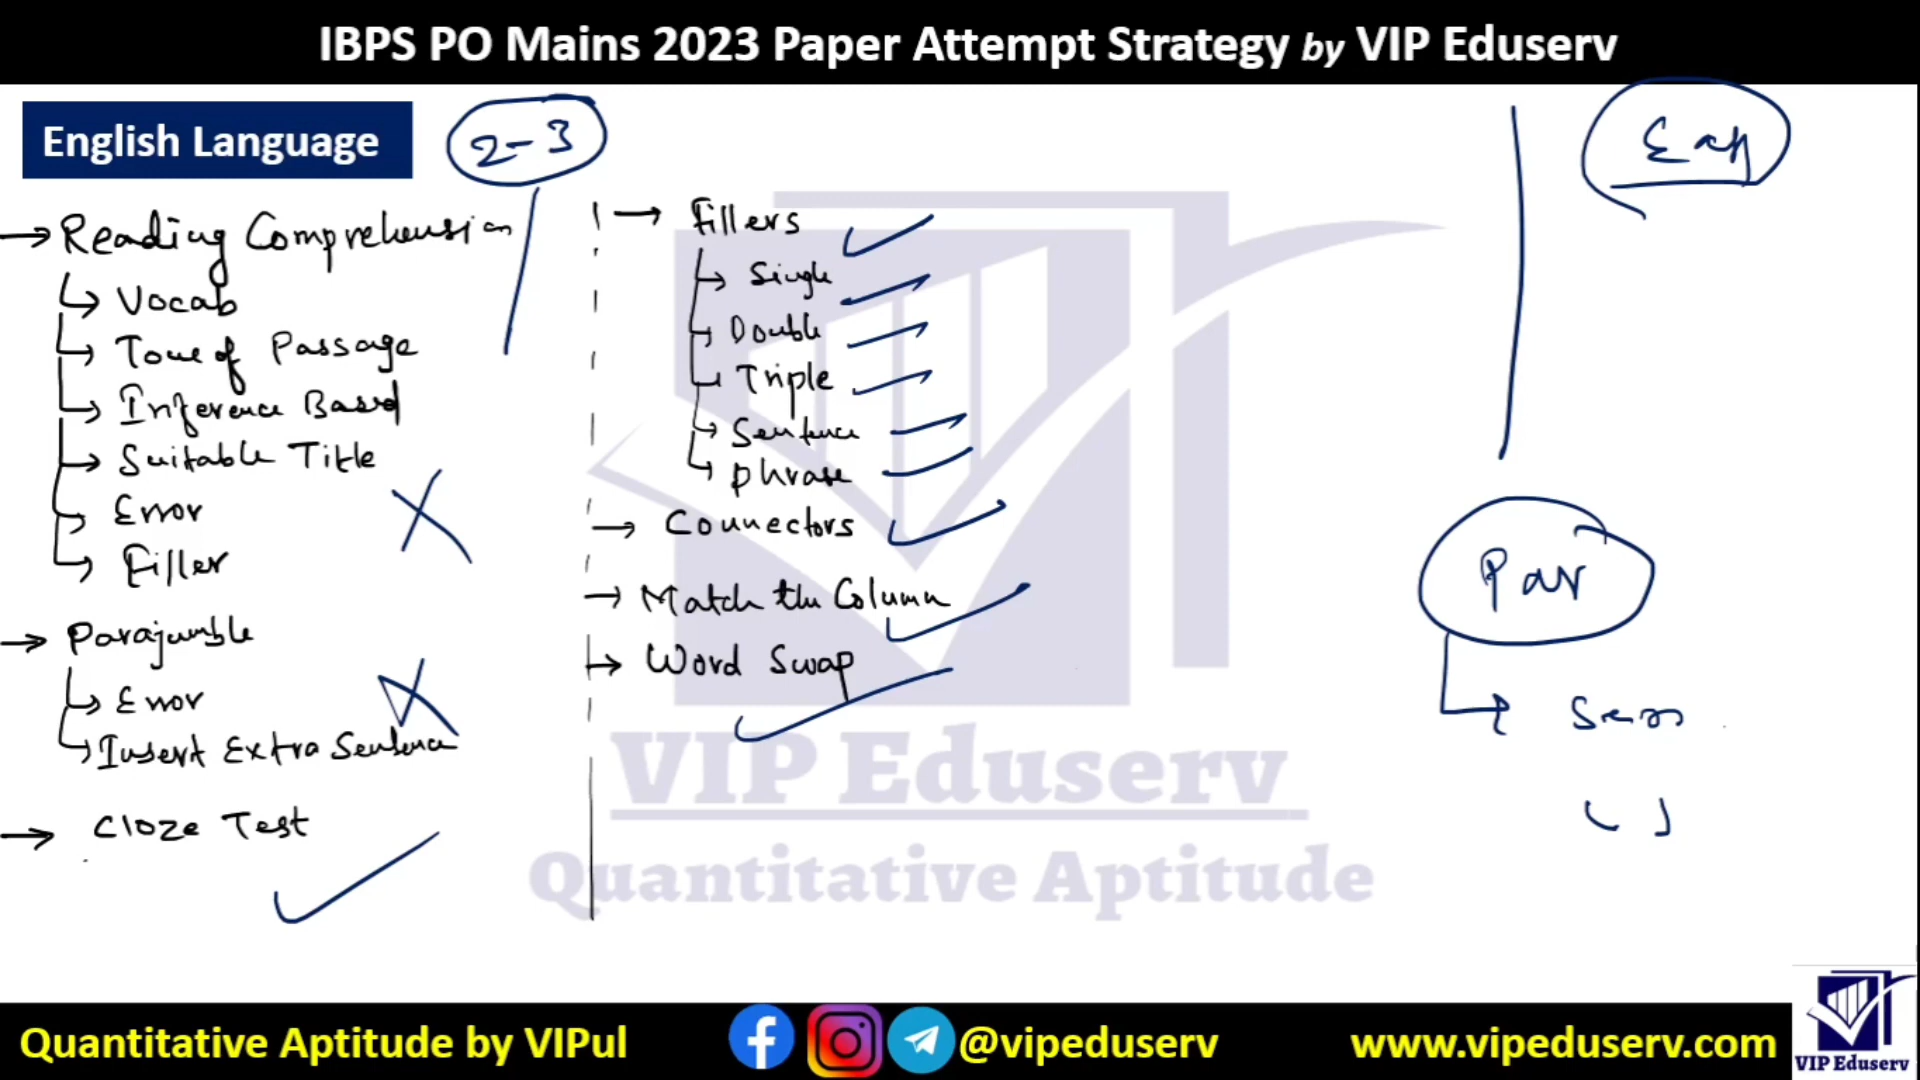 IBPS PO Mains 2023 Paper Attempt Strategy by VIP Eduserv
English Language
2-3
→ Reading Comprehension
↳ Vocab
↳ Tone of Passage
↳ Inference Based
↳ Suitable Title
↳ Error
↳ Filler
→ Parajumble
↳ Error
↳ Insert Extra Sentence
→ Cloze Test
→ Fillers
↳ Single
↳ Double
↳ Triple
↳ Sentence
↳ Phrase
→ Connectors
→ Match the Column
→ Word Swap
Par
VIP Eduserv
Quantitative Aptitude
Quantitative Aptitude by VIPul
@vipeduserv
www.vipeduserv.com
VIP Eduserv